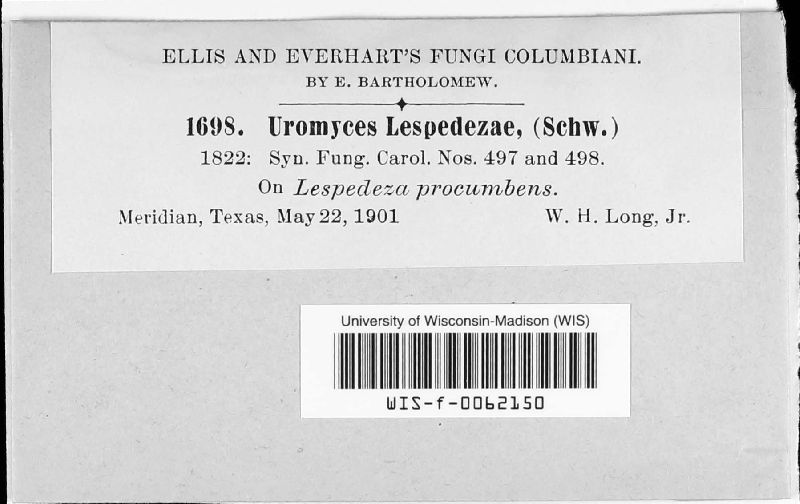 ELLIS AND EVERHART'S FUNGI COLUMBIANI.
BY E. BARTHOLOMEW.
1698. Uromyces Lespedezae, (Schw.)
1822: Syn. Fung. Carol. Nos. 497 and 498.
On Lespedeza procumbens.
Meridian, Texas, May 22, 1901 W. H. Long, Jr.
University of Wisconsin-Madison (WIS)
WIS-f-0062150